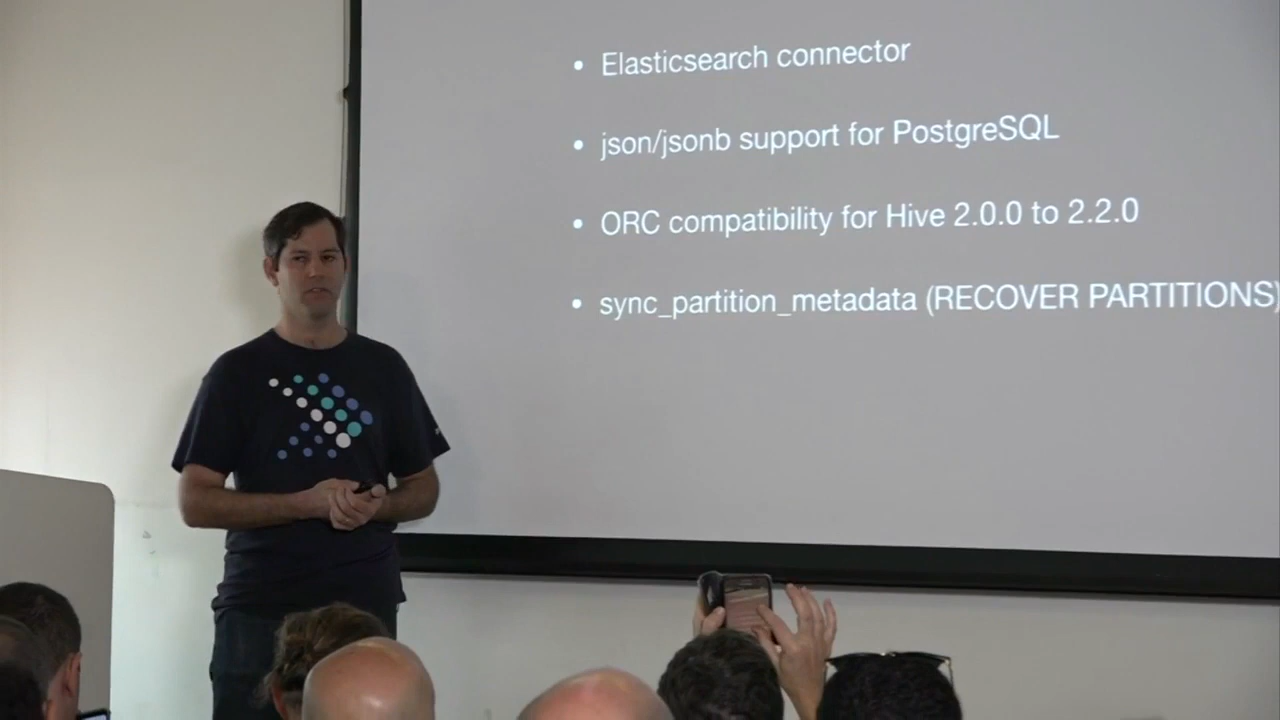 • Elasticsearch connector
• json/jsonb support for PostgreSQL
• ORC compatibility for Hive 2.0.0 to 2.2.0
• sync_partition_metadata (RECOVER PARTITIONS)